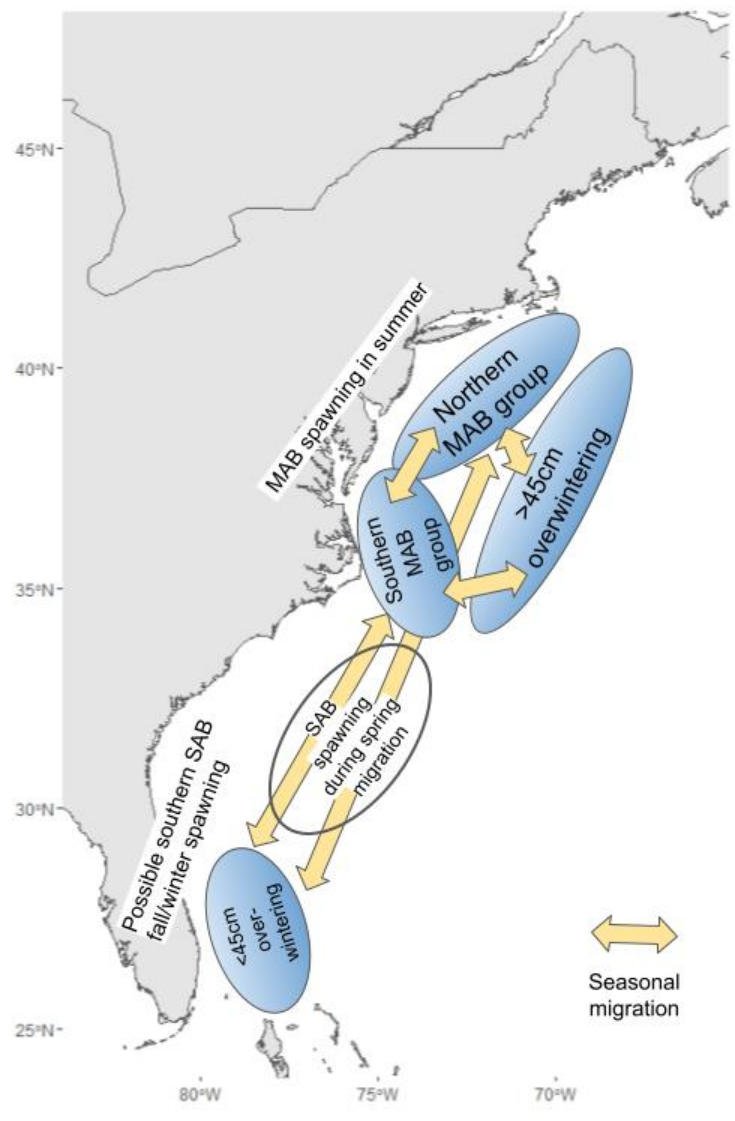 45°N
MAB spawning in summer
40°N
Northern
MAB group
>45cm
overwintering
Southern
MAB
group
35°N
SAB
spawning
during spring
migration
Possible southern SAB
fall/winter spawning
30°N
<45cm
over-
wintering
Seasonal
migration
25°N
80°W
75°W
70°W